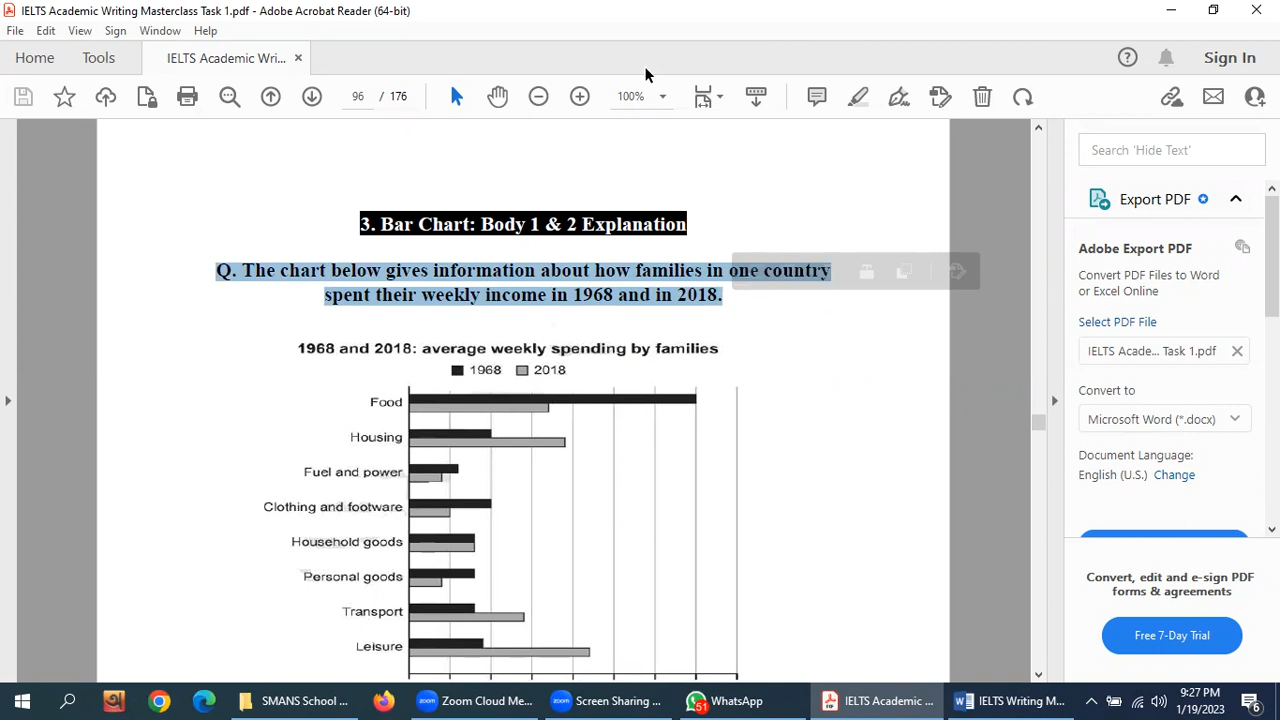 IELTS Academic Writing Masterclass Task 1.pdf - Adobe Acrobat Reader (64-bit)
File Edit View Sign Window Help
Home Tools IELTS Academic Wri... Sign In
96 / 176 100%
Search 'Hide Text'
Export PDF
Adobe Export PDF
Convert PDF Files to Word
or Excel Online
Select PDF File
IELTS Acade... Task 1.pdf
Convert to
Microsoft Word (*.docx)
Document Language:
English (U.S.) Change
Convert, edit and e-sign PDF
forms & agreements
Free 7-Day Trial
3. Bar Chart: Body 1 & 2 Explanation
Q. The chart below gives information about how families in one country
spent their weekly income in 1968 and in 2018.
1968 and 2018: average weekly spending by families
1968 2018
Food
Housing
Fuel and power
Clothing and footware
Household goods
Personal goods
Transport
Leisure
SMANS School ... Zoom Cloud Me... Screen Sharing ... 51 WhatsApp IELTS Academic ... IELTS Writing M...
9:27 PM
1/19/2023
6